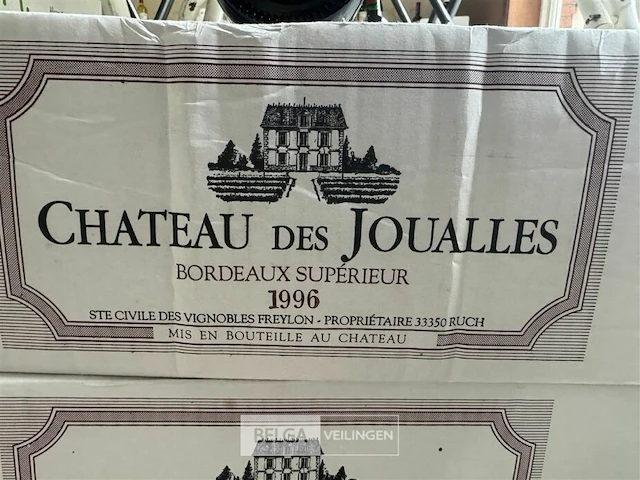 CHATEAU DES JOUALLES
BORDEAUX SUPÉRIEUR
1996
STE CIVILE DES VIGNOBLES FREYLON - PROPRIÉTAIRE 33350 RUCH
MIS EN BOUTEILLE AU CHATEAU
BELGA VEILINGEN